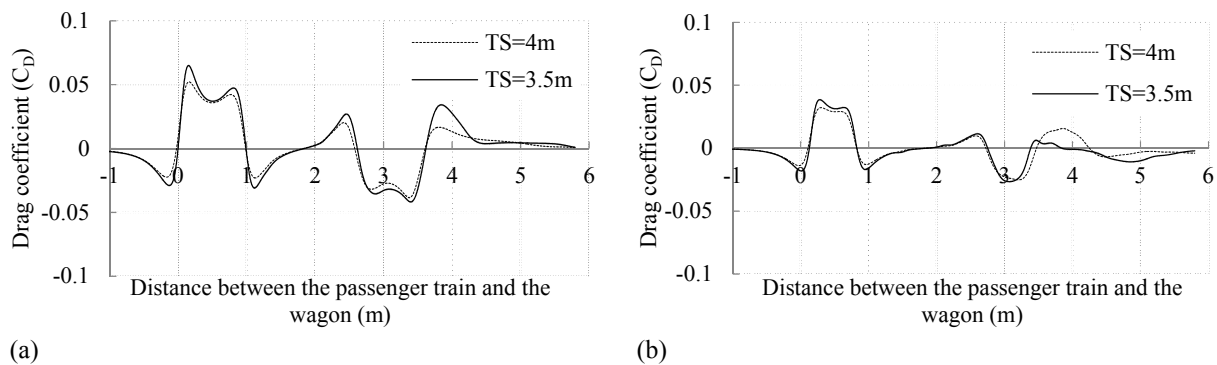 0.1
0.05
0
-0.05
-0.1
Drag coefficient (C_D)
TS=4m
TS=3.5m
-1 0 1 2 3 4 5 6
Distance between the passenger train and the
wagon (m)
(a)
0.1
0.05
0
-0.05
-0.1
Drag coefficient (C_D)
TS=4m
TS=3.5m
-1 0 1 2 3 4 5 6
Distance between the passenger train and the
wagon (m)
(b)